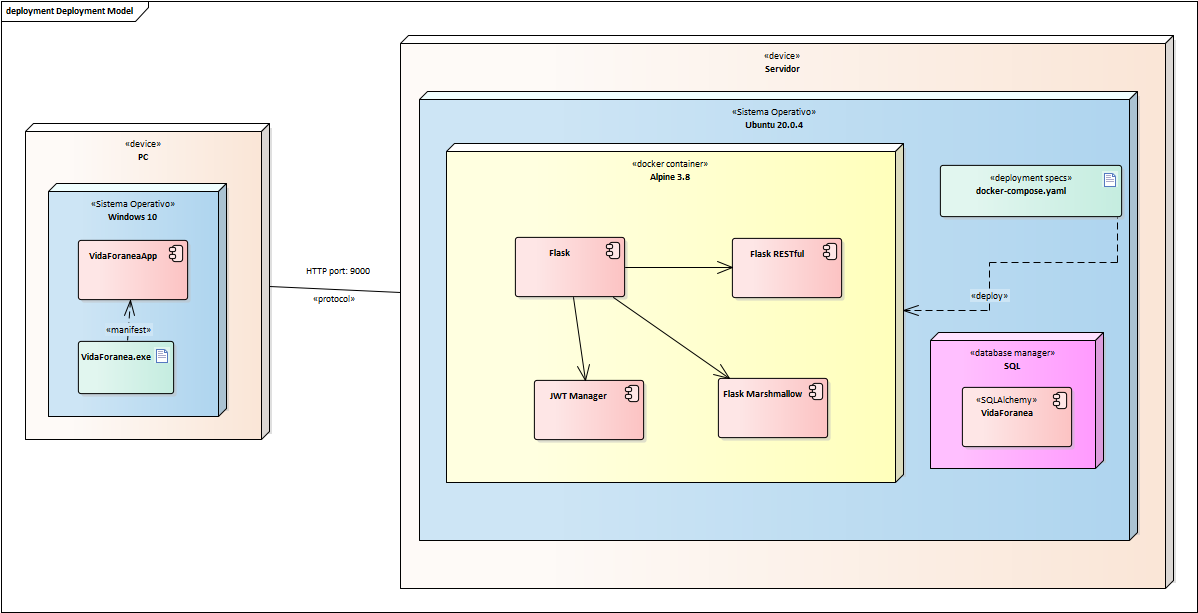 deployment Deployment Model
«device»
PC
«Sistema Operativo»
Windows 10
VidaForaneaApp
«manifest»
VidaForanea.exe
HTTP port: 9000
«protocol»
«device»
Servidor
«Sistema Operativo»
Ubuntu 20.0.4
«docker container»
Alpine 3.8
Flask
Flask RESTful
JWT Manager
Flask Marshmallow
«deployment specs»
docker-compose.yaml
«deploy»
«database manager»
SQL
«SQLAlchemy»
VidaForanea